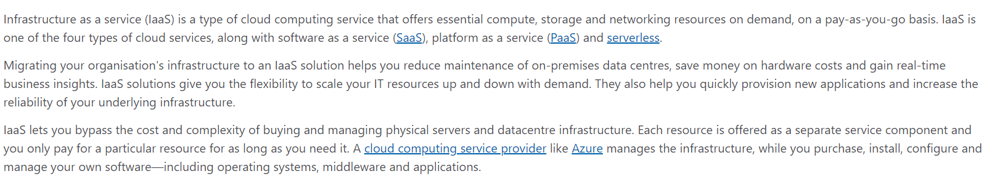 Infrastructure as a service (IaaS) is a type of cloud computing service that offers essential compute, storage and networking resources on demand, on a pay-as-you-go basis. IaaS is
one of the four types of cloud services, along with software as a service (SaaS), platform as a service (PaaS) and serverless.
Migrating your organisation's infrastructure to an IaaS solution helps you reduce maintenance of on-premises data centres, save money on hardware costs and gain real-time
business insights. IaaS solutions give you the flexibility to scale your IT resources up and down with demand. They also help you quickly provision new applications and increase the
reliability of your underlying infrastructure.
IaaS lets you bypass the cost and complexity of buying and managing physical servers and datacentre infrastructure. Each resource is offered as a separate service component and
you only pay for a particular resource for as long as you need it. A cloud computing service provider like Azure manages the infrastructure, while you purchase, install, configure and
manage your own software—including operating systems, middleware and applications.